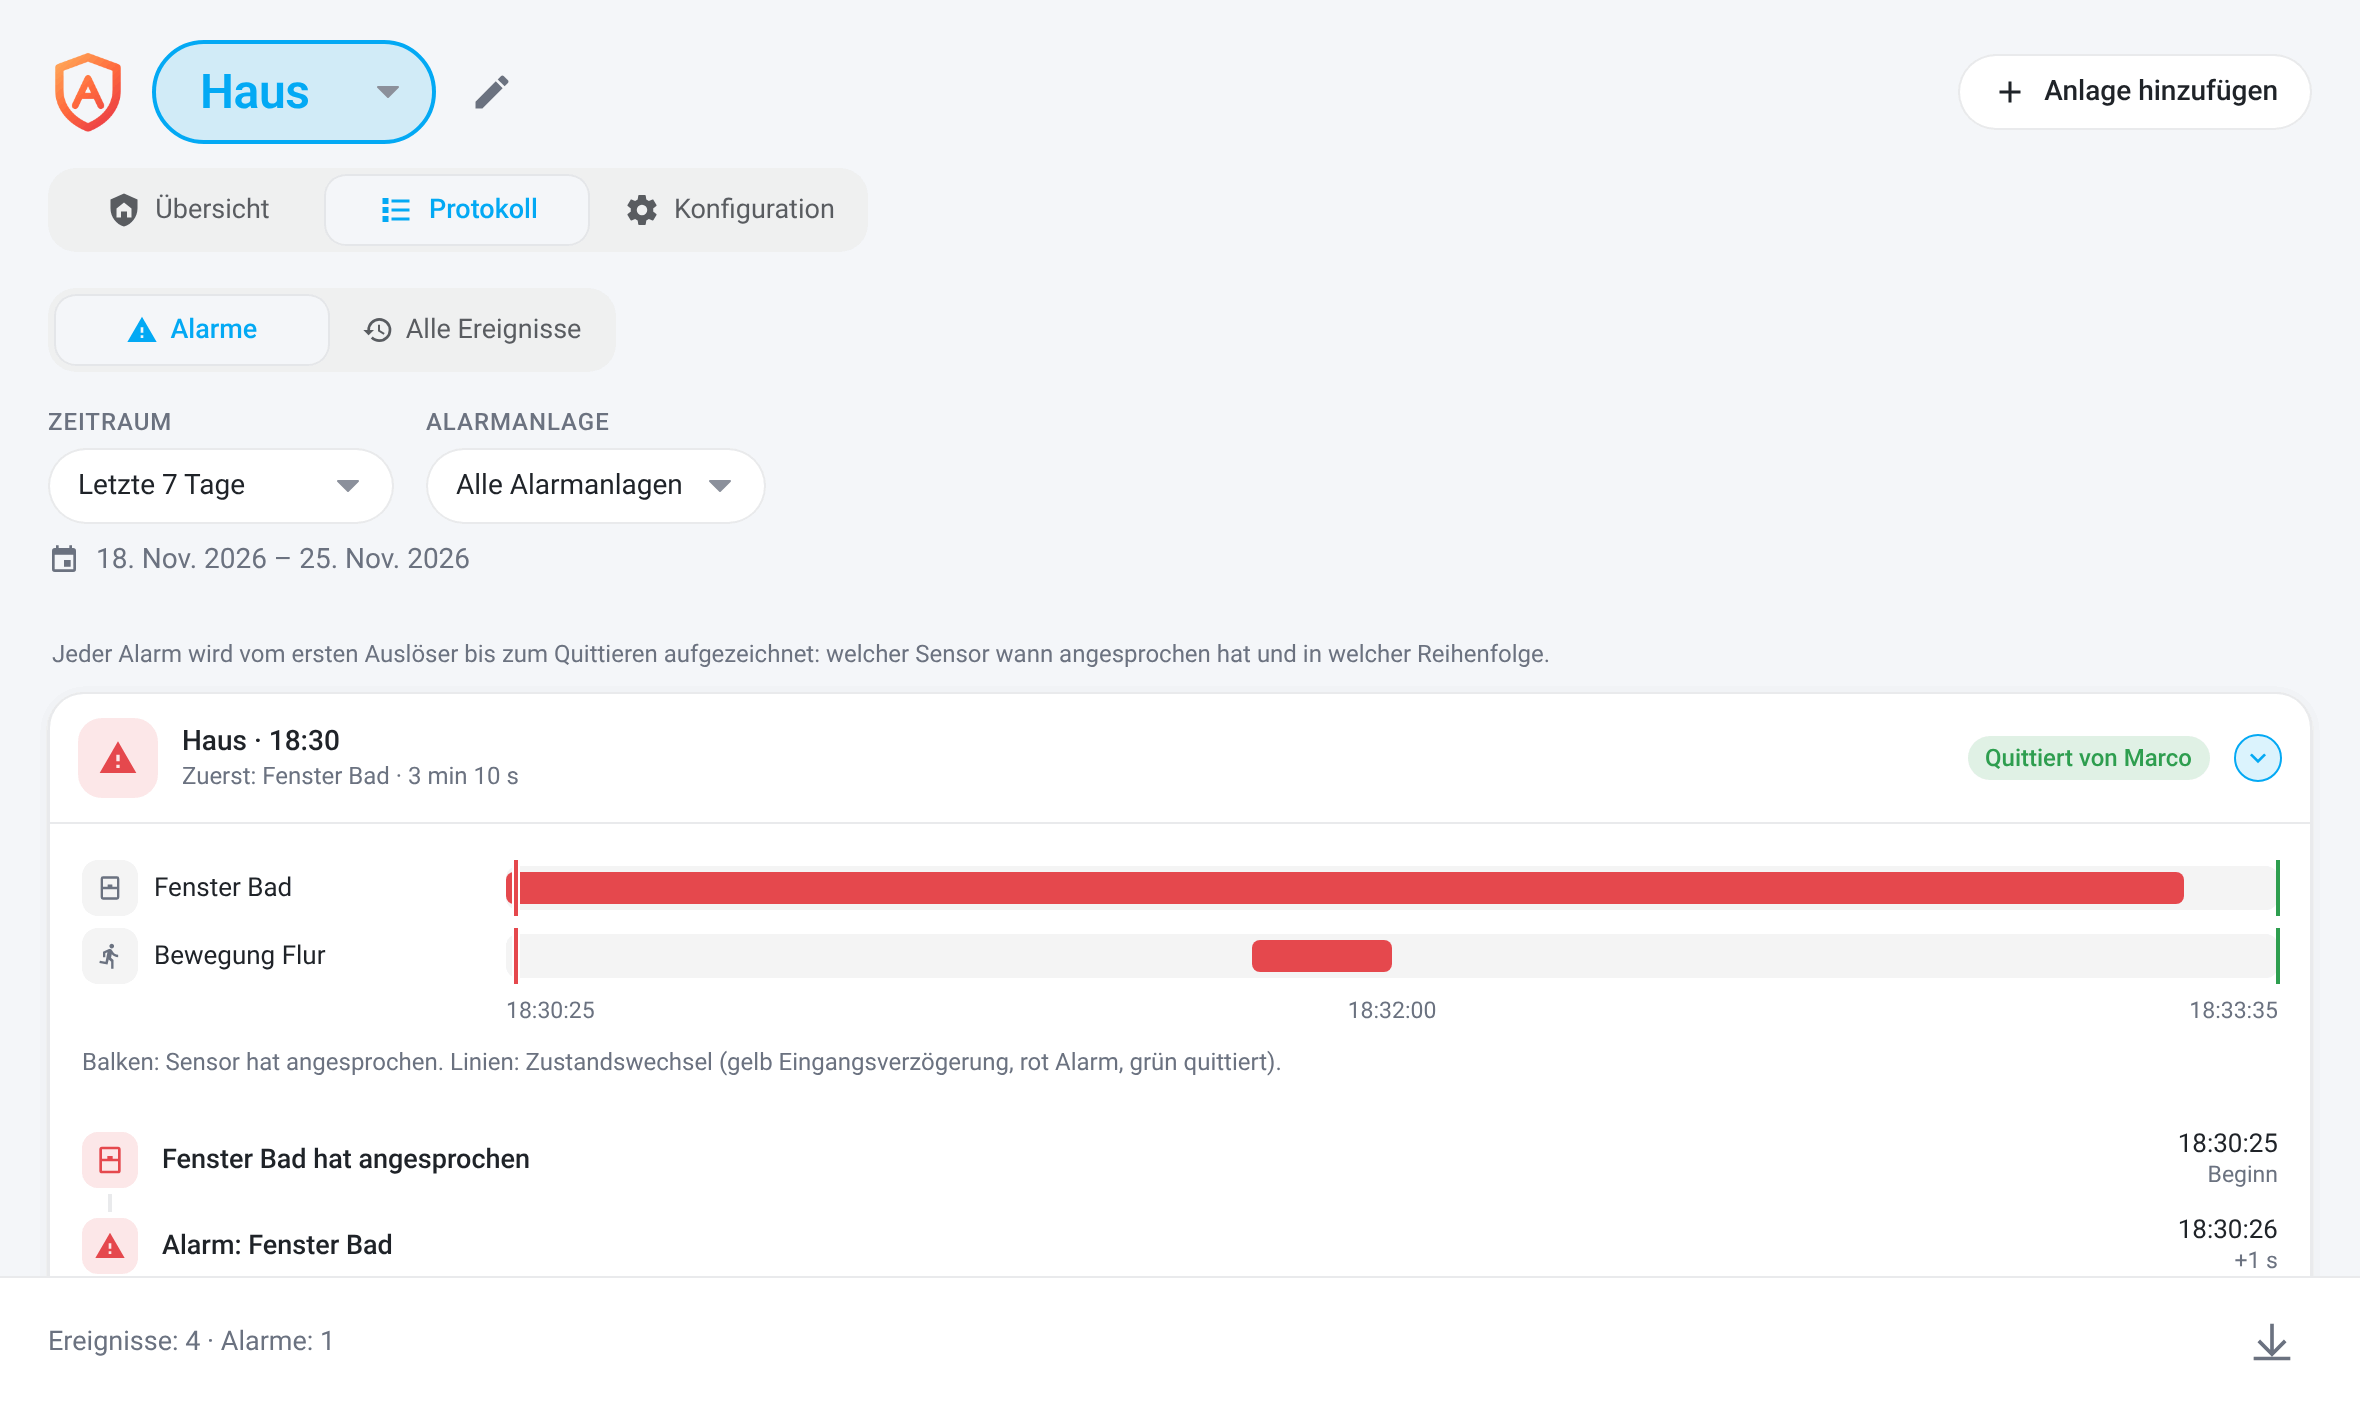 Haus
Anlage hinzufügen
Übersicht
Protokoll
Konfiguration
Alarme
Alle Ereignisse
ZEITRAUM
ALARMANLAGE
Letzte 7 Tage
Alle Alarmanlagen
18. Nov. 2026 – 25. Nov. 2026
Jeder Alarm wird vom ersten Auslöser bis zum Quittieren aufgezeichnet: welcher Sensor wann angesprochen hat und in welcher Reihenfolge.
Haus · 18:30
Zuerst: Fenster Bad · 3 min 10 s
Quittiert von Marco
Fenster Bad
Bewegung Flur
18:30:25
18:32:00
18:33:35
Balken: Sensor hat angesprochen. Linien: Zustandswechsel (gelb Eingangsverzögerung, rot Alarm, grün quittiert).
Fenster Bad hat angesprochen
18:30:25
Beginn
Alarm: Fenster Bad
18:30:26
+1 s
Ereignisse: 4 · Alarme: 1